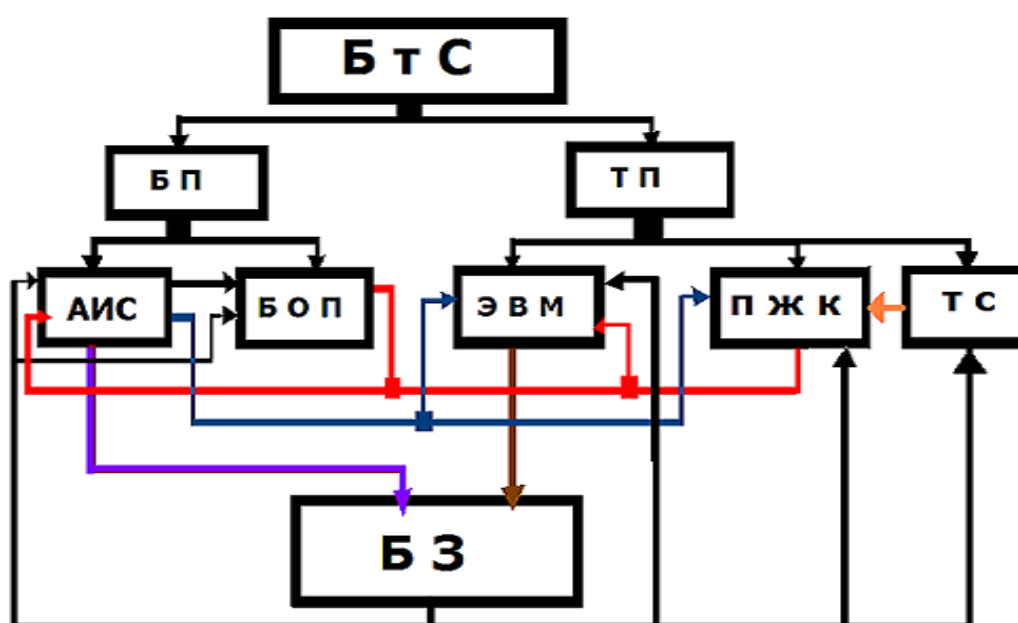 Б т С
Б П
Т П
АИС
Б О П
Э В М
П Ж К
Т С
Б З